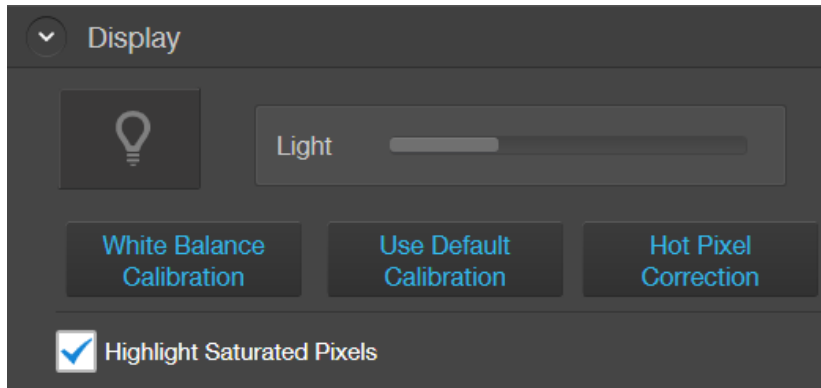 Display
Light
White Balance
Calibration
Use Default
Calibration
Hot Pixel
Correction
Highlight Saturated Pixels